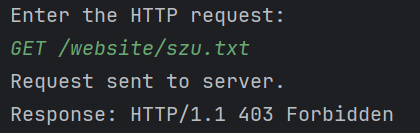 Enter the HTTP request:
GET /website/szu.txt
Request sent to server.
Response: HTTP/1.1 403 Forbidden